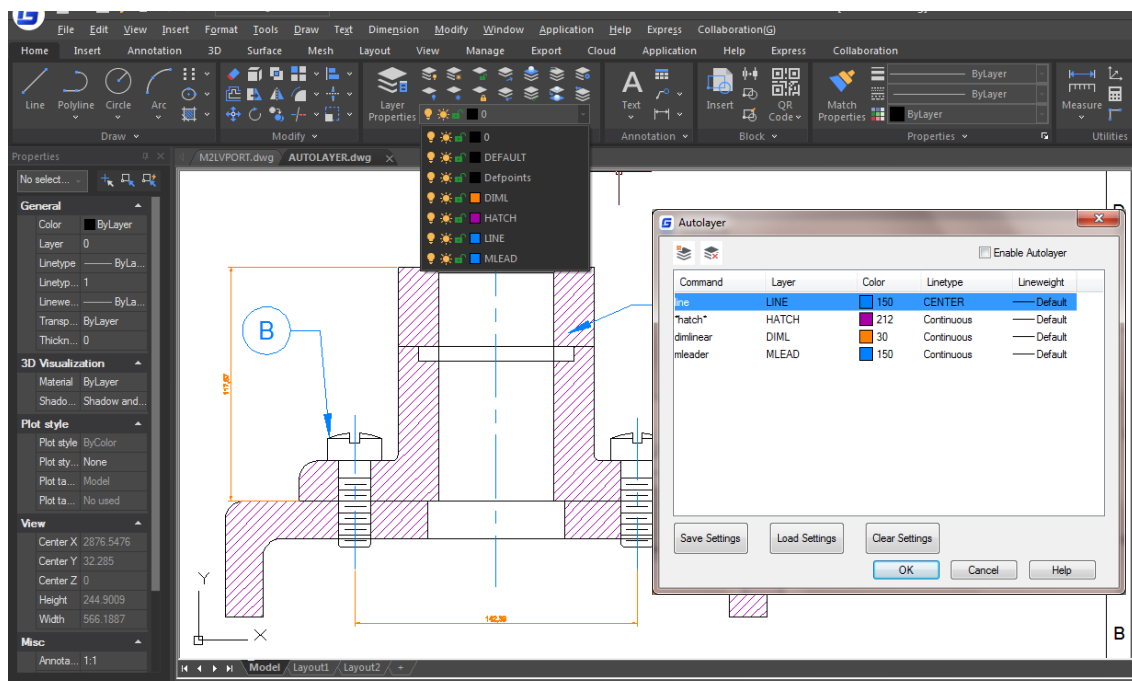 File Edit View Insert Format Tools Draw Text Dimension Modify Window Application Help Express Collaboration(G)
Home Insert Annotation 3D Surface Mesh Layout View Manage Export Cloud Application Help Express Collaboration
Line Polyline Circle Arc
Layer Properties
Text
Insert
QR Code
Match Properties
ByLayer
ByLayer
ByLayer
Measure
0
Draw Modify Annotation Block Properties Utilities
0
DEFAULT
Defpoints
DIML
HATCH
LINE
MLEAD
Properties
M2LVPORT.dwg AUTOLAYER.dwg
No select...
General
Color ByLayer
Layer 0
Linetype ByLa...
Linetyp... 1
Linewe... ByLa...
Transp... ByLayer
Thickn... 0
3D Visualization
Material ByLayer
Shado... Shadow and...
Plot style
Plot style ByColor
Plot sty... None
Plot ta... Model
Plot ta... No used
View
Center X 2876.5476
Center Y 32.285
Center Z 0
Height 244.9009
Width 566.1887
Misc
Annota... 1:1
B
117,67
142,39
Y
X
B
Autolayer
Enable Autolayer
Command Layer Color Linetype Lineweight
line LINE 150 CENTER Default
*hatch* HATCH 212 Continuous Default
dimlinear DIML 30 Continuous Default
mleader MLEAD 150 Continuous Default
Save Settings Load Settings Clear Settings
OK Cancel Help
Model Layout1 Layout2 +